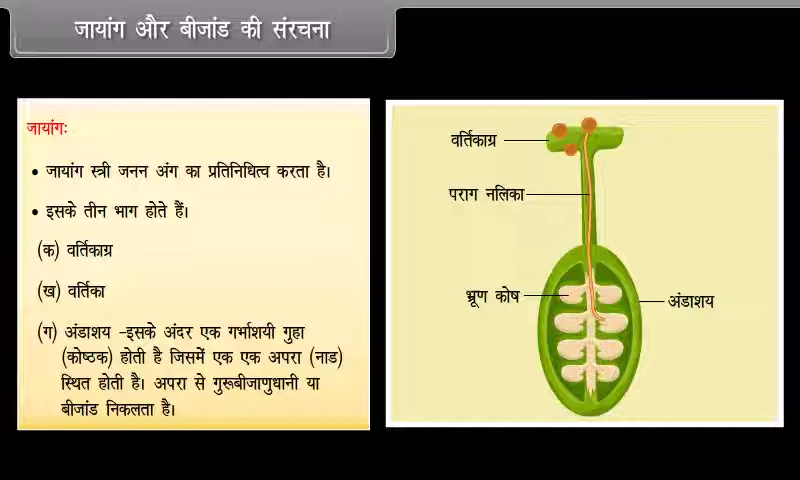 जायांग और बीजांड की संरचना
जायांगः
• जायांग स्त्री जनन अंग का प्रतिनिधित्व करता है।
• इसके तीन भाग होते हैं।
(क) वर्तिकाग्र
(ख) वर्तिका
(ग) अंडाशय -इसके अंदर एक गर्भाशयी गुहा
(कोष्ठक) होती है जिसमें एक एक अपरा (नाड)
स्थित होती है। अपरा से गुरूबीजाणुधानी या
बीजांड निकलता है।
वर्तिकाग्र
पराग नलिका
भ्रूण कोष
अंडाशय